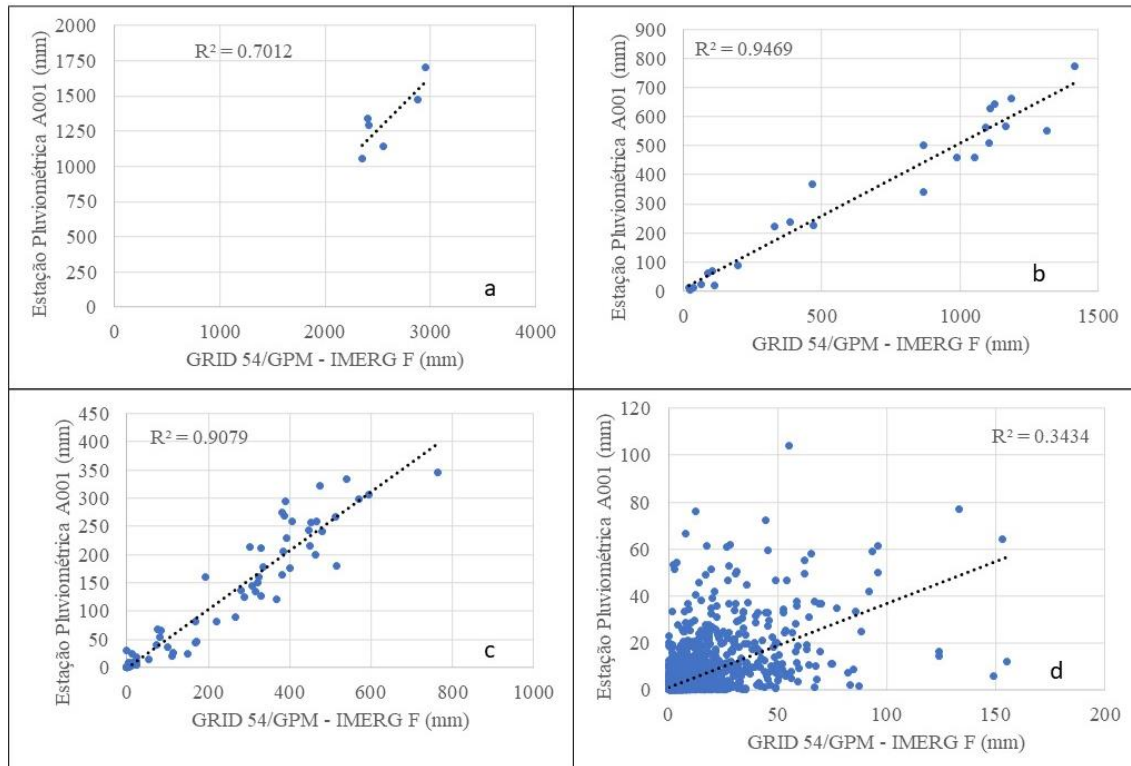 R² = 0.7012
Estação Pluviométrica A001 (mm)
2000
1750
1500
1250
1000
750
500
250
0
0 1000 2000 3000 4000
GRID 54/GPM - IMERG F (mm)
a
R² = 0.9469
Estação Pluviométrica A001 (mm)
900
800
700
600
500
400
300
200
100
0
0 500 1000 1500
GRID 54/GPM - IMERG F (mm)
b
R² = 0.9079
Estação Pluviométrica A001 (mm)
450
400
350
300
250
200
150
100
50
0
0 200 400 600 800 1000
GRID 54/GPM - IMERG F (mm)
c
R² = 0.3434
Estação Pluviométrica A001 (mm)
120
100
80
60
40
20
0
0 50 100 150 200
GRID 54/GPM - IMERG F (mm)
d